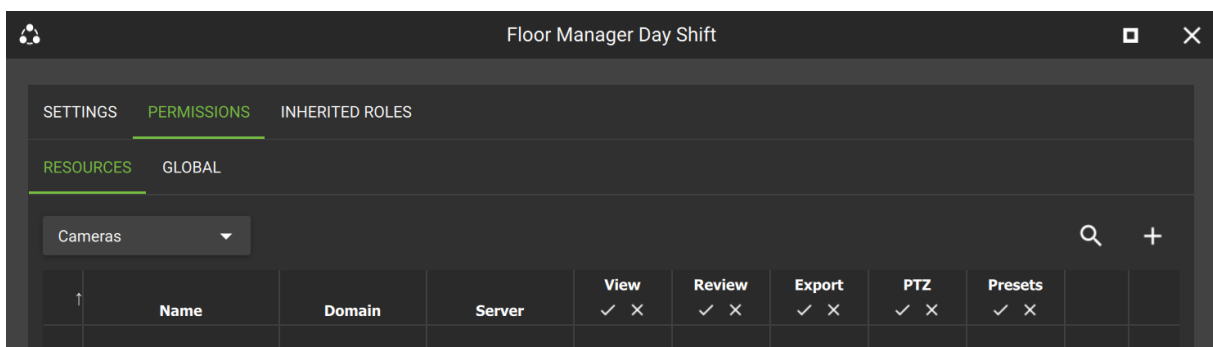 Floor Manager Day Shift
SETTINGS PERMISSIONS INHERITED ROLES
RESOURCES GLOBAL
Cameras
↑ Name Domain Server View Review Export PTZ Presets